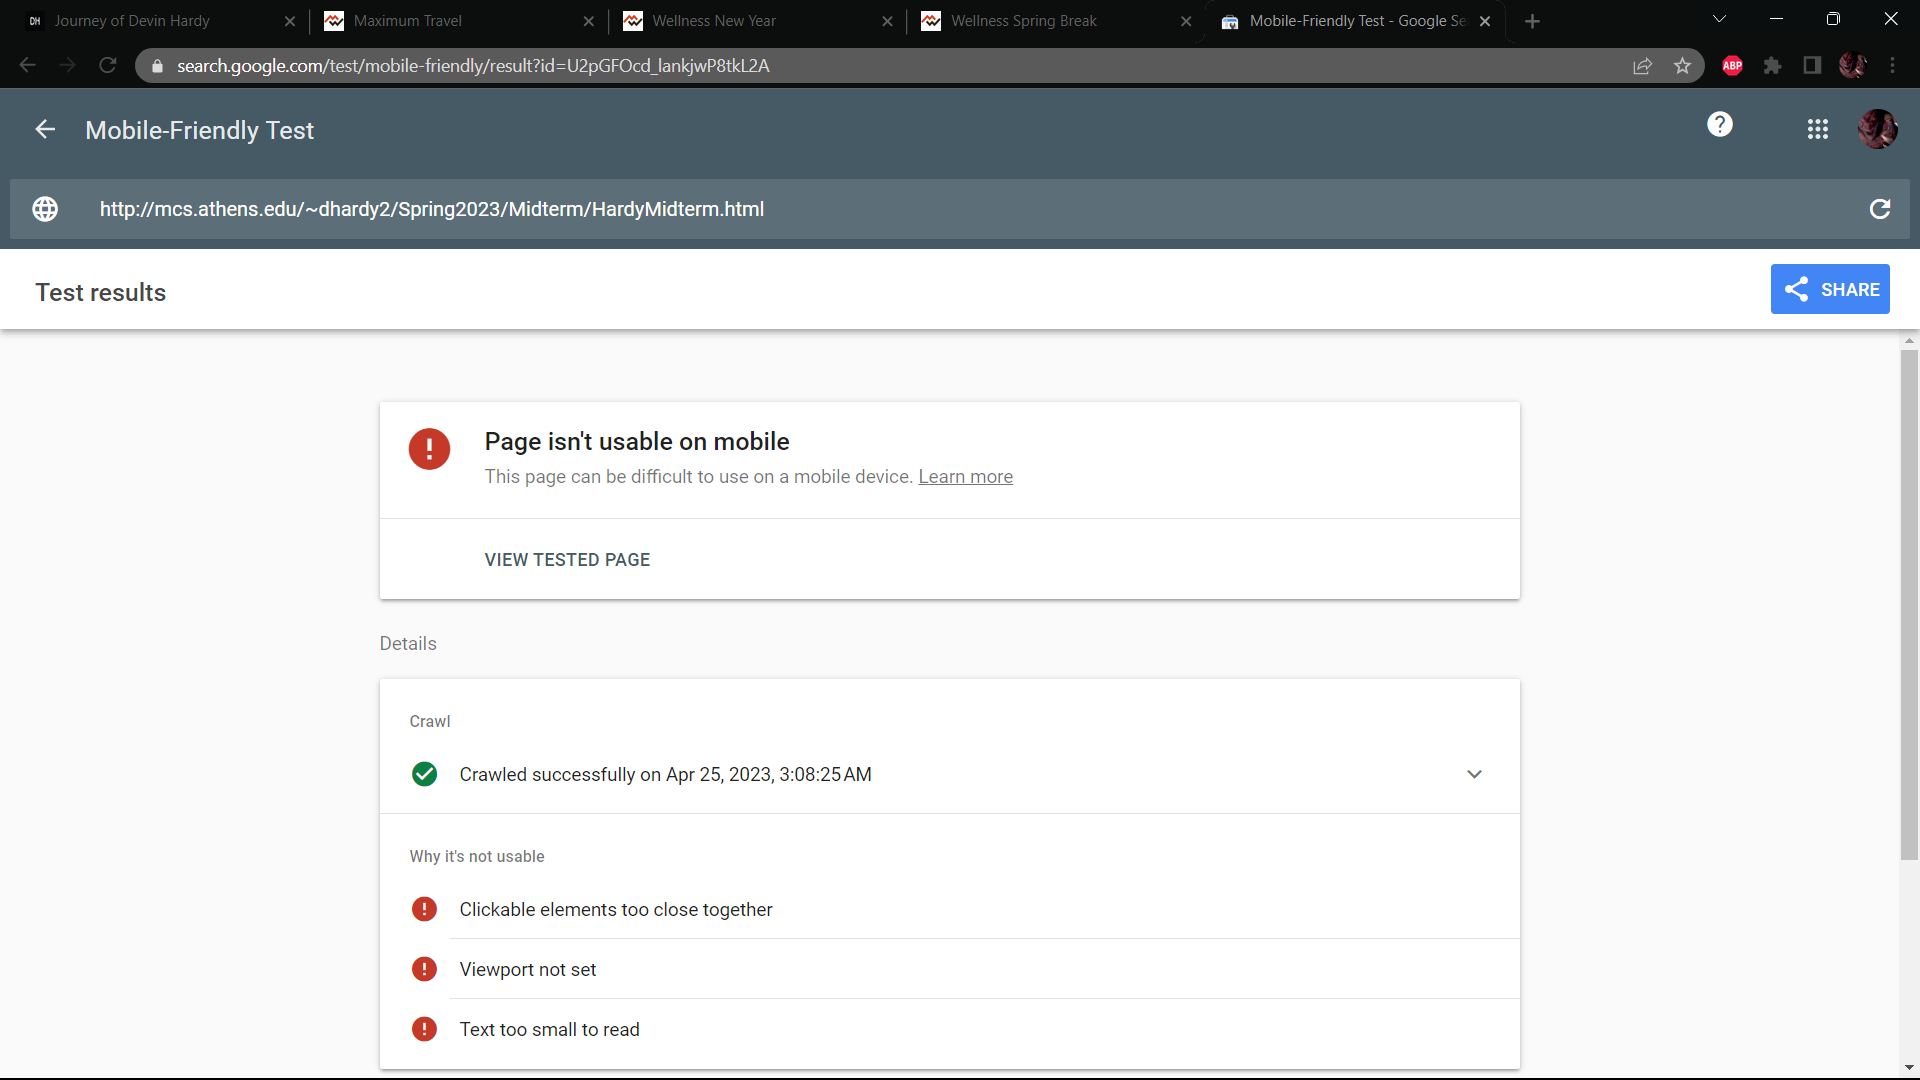 DH Journey of Devin Hardy
Maximum Travel
Wellness New Year
Wellness Spring Break
Mobile-Friendly Test - Google Se
search.google.com/test/mobile-friendly/result?id=U2pGFOcd_lankjwP8tkL2A
ABP
Mobile-Friendly Test
?
http://mcs.athens.edu/~dhardy2/Spring2023/Midterm/HardyMidterm.html
Test results
SHARE
Page isn't usable on mobile
This page can be difficult to use on a mobile device. Learn more
VIEW TESTED PAGE
Details
Crawl
Crawled successfully on Apr 25, 2023, 3:08:25 AM
Why it's not usable
Clickable elements too close together
Viewport not set
Text too small to read